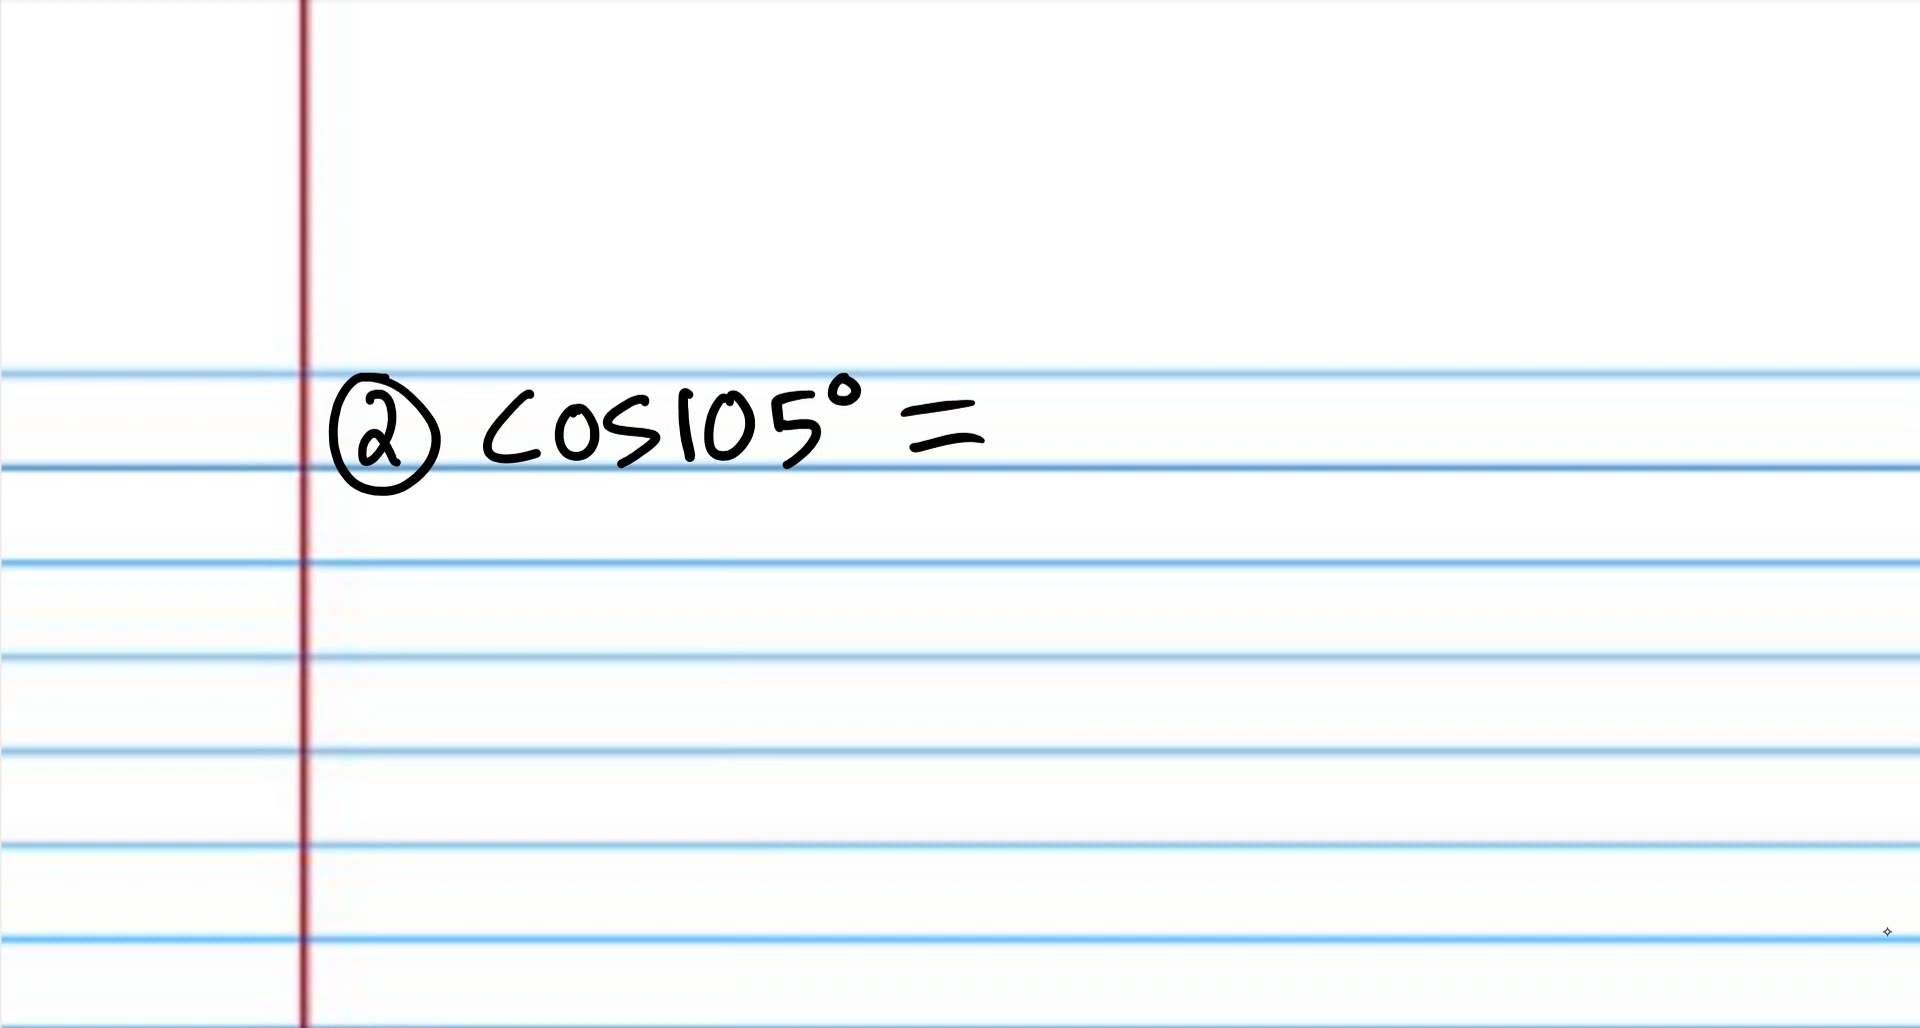 ② cos105° =